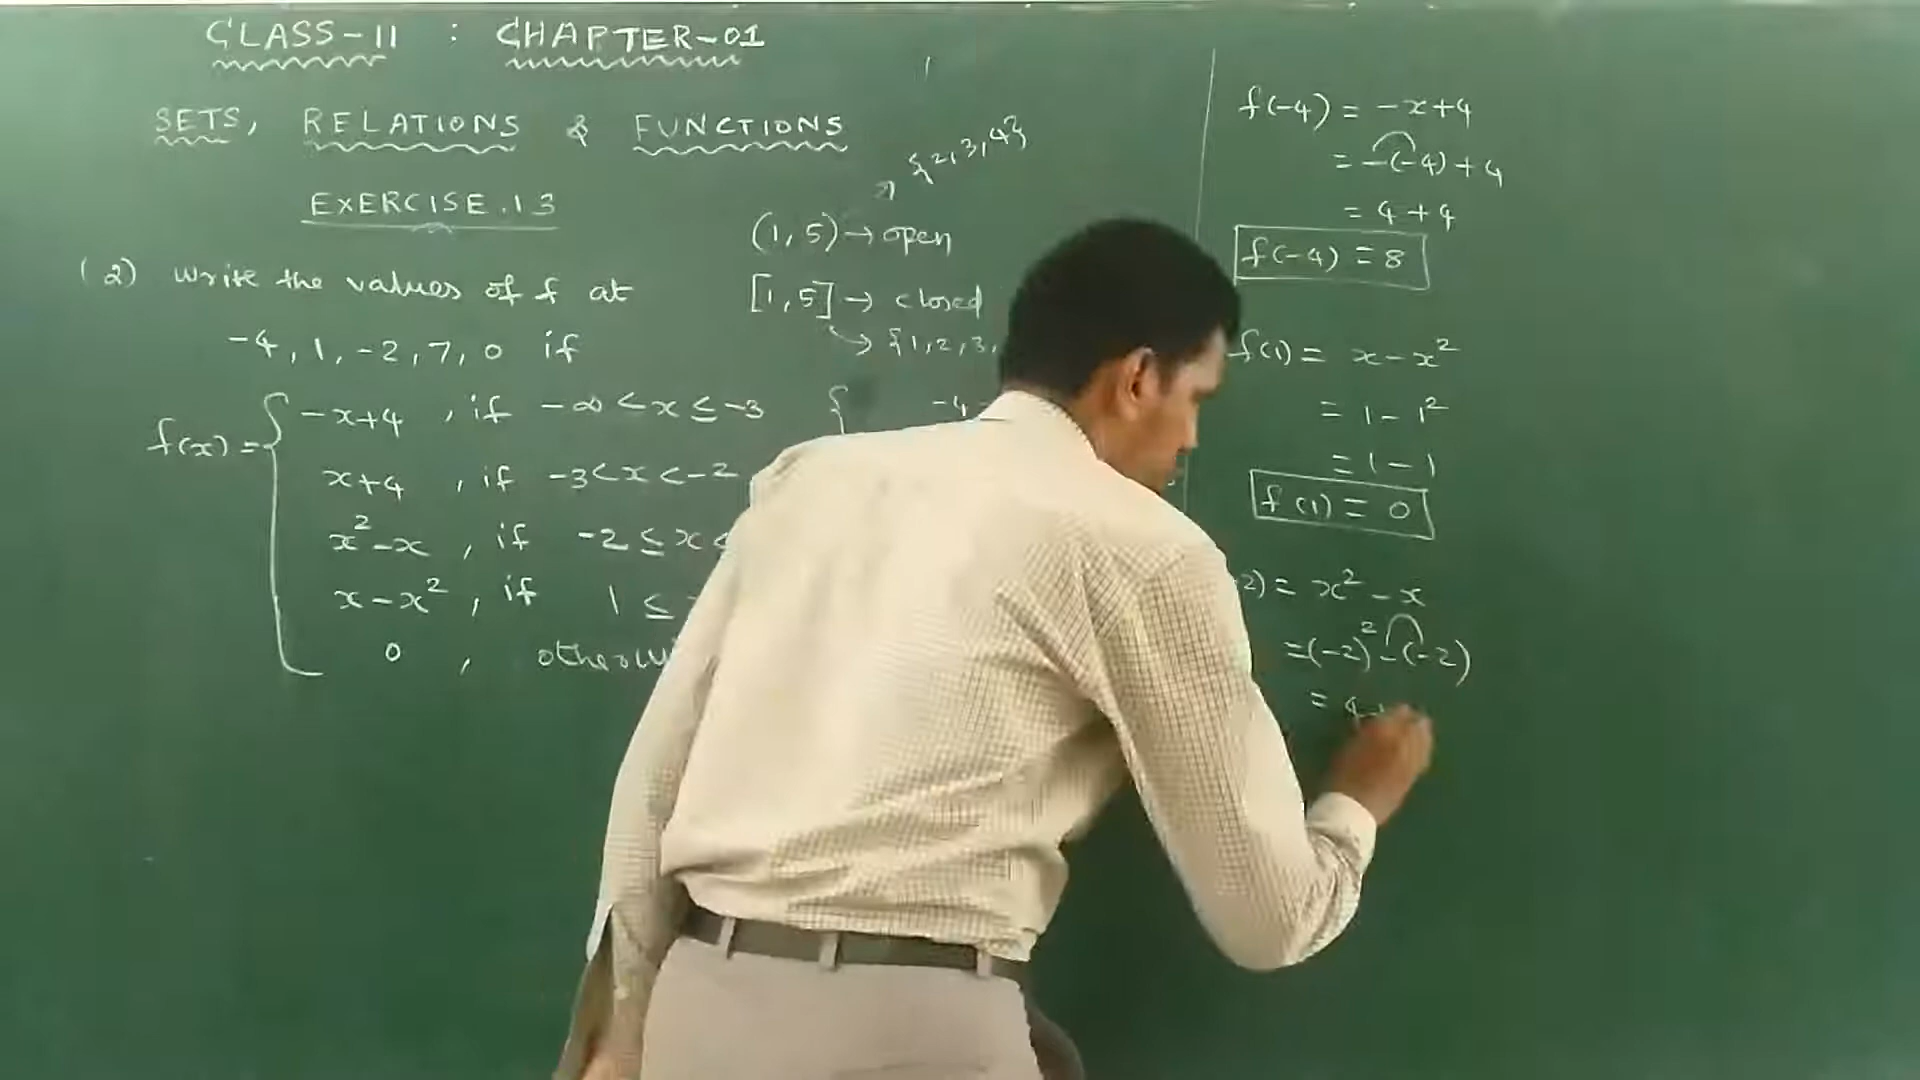 CLASS-11 : CHAPTER-01
SETS, RELATIONS & FUNCTIONS
EXERCISE.13
(2) Write the values of f at
-4, 1, -2, 7, 0 if
f(x) = { -x+4 , if -∞ < x ≤ -3
x+4 , if -3 < x < -2
x²-x , if -2 ≤ x <
x-x² , if 1 ≤
0 ,
{2,3,4}
(1,5) → open
[1,5] → closed
{1,2,3,
{ -4
f(-4) = -x+4
= -(-4)+4
= 4+4
f(-4) = 8
f(1) = x-x²
= 1-1²
= 1-1
f(1) = 0
2) = x²-x
=(-2)²-(-2)
= 4+